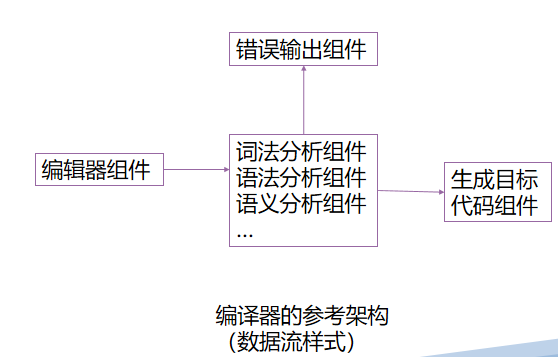 错误输出组件
编辑器组件
词法分析组件
语法分析组件
语义分析组件
...
生成目标
代码组件
编译器的参考架构
（数据流样式）